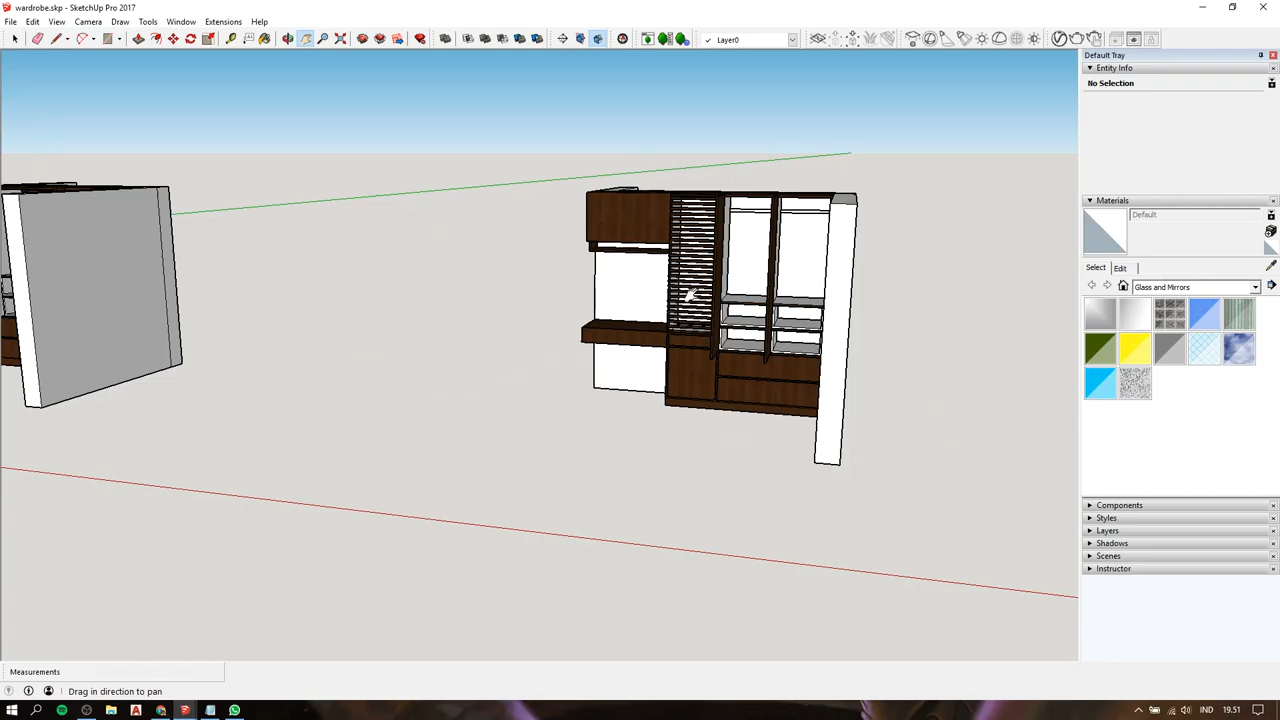 wardrobe.skp - SketchUp Pro 2017
File Edit View Camera Draw Tools Window Extensions Help
Layer0
Default Tray
Entity Info
No Selection
Materials
Default
Select Edit
Glass and Mirrors
Components
Styles
Layers
Shadows
Scenes
Instructor
Measurements
Drag in direction to pan
IND 19.51